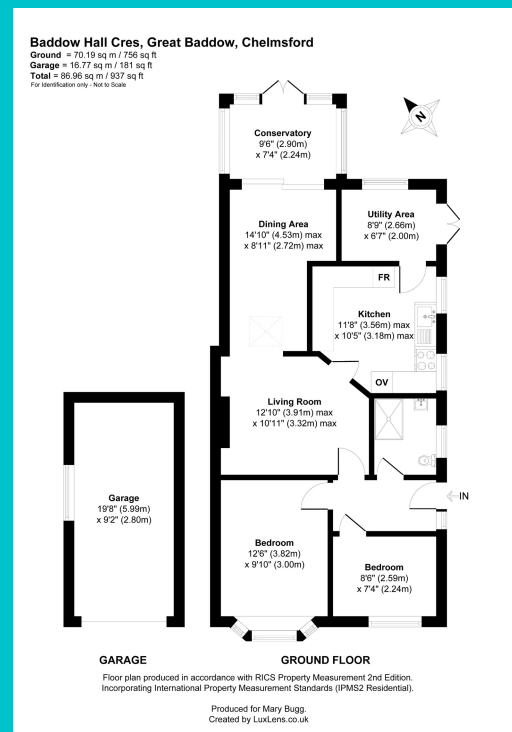 Baddow Hall Cres, Great Baddow, Chelmsford
Ground = 70.19 sq m / 756 sq ft
Garage = 16.77 sq m / 181 sq ft
Total = 86.96 sq m / 937 sq ft
For Identification only - Not to Scale
N
Conservatory
9'6" (2.90m)
x 7'4" (2.24m)
Dining Area
14'10" (4.53m) max
x 8'11" (2.72m) max
Utility Area
8'9" (2.66m)
x 6'7" (2.00m)
FR
Kitchen
11'8" (3.56m) max
x 10'5" (3.18m) max
OV
Living Room
12'10" (3.91m) max
x 10'11" (3.32m) max
IN
Garage
19'8" (5.99m)
x 9'2" (2.80m)
Bedroom
12'6" (3.82m)
x 9'10" (3.00m)
Bedroom
8'6" (2.59m)
x 7'4" (2.24m)
GARAGE
GROUND FLOOR
Floor plan produced in accordance with RICS Property Measurement 2nd Edition.
Incorporating International Property Measurement Standards (IPMS2 Residential).
Produced for Mary Bugg.
Created by LuxLens.co.uk